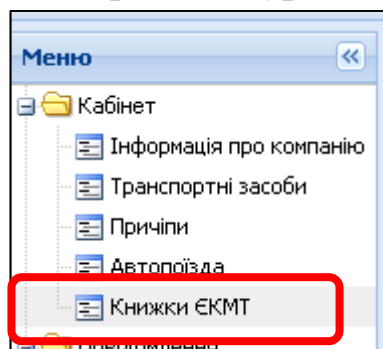 Меню
Кабінет
Інформація про компанію
Транспортні засоби
Причіпи
Автопоїзда
Книжки ЄКМТ